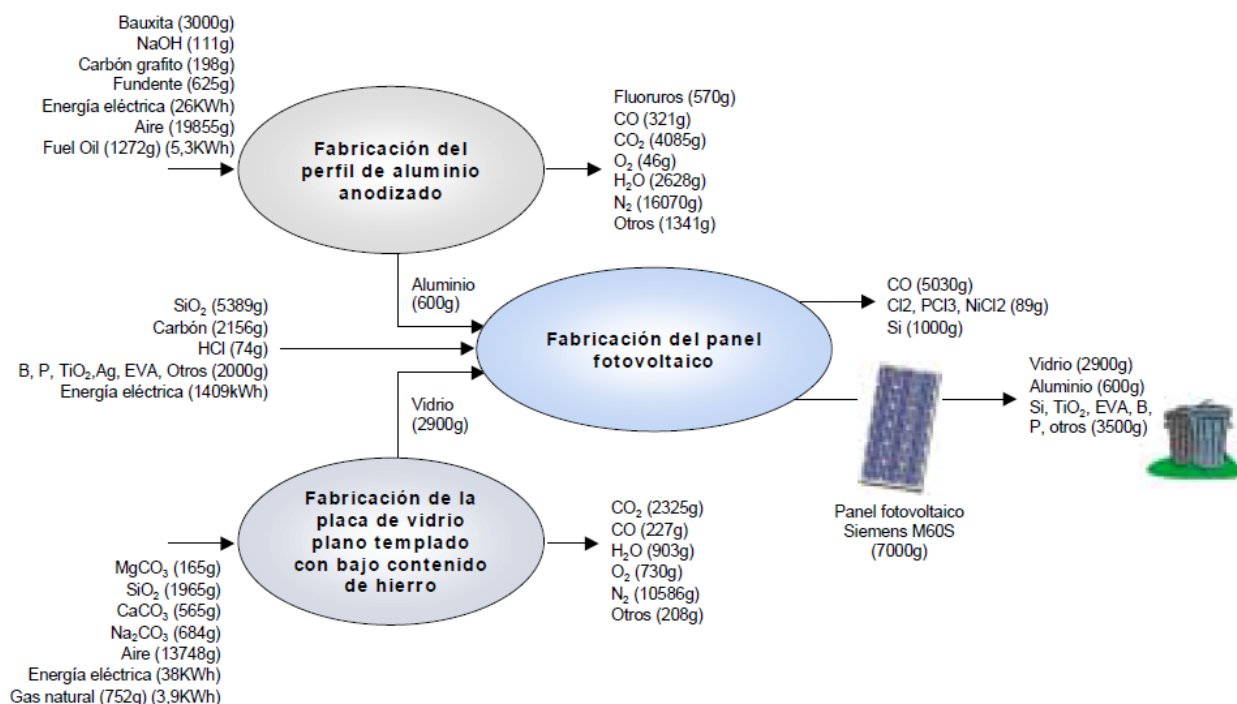 Bauxita (3000g)
NaOH (111g)
Carbón grafito (198g)
Fundente (625g)
Energía eléctrica (26KWh)
Aire (19855g)
Fuel Oil (1272g) (5,3KWh)
Fabricación del
perfil de aluminio
anodizado
Fluoruros (570g)
CO (321g)
CO₂ (4085g)
O₂ (46g)
H₂O (2628g)
N₂ (16070g)
Otros (1341g)
Aluminio
(600g)
SiO₂ (5389g)
Carbón (2156g)
HCl (74g)
B, P, TiO₂,Ag, EVA, Otros (2000g)
Energía eléctrica (1409kWh)
Fabricación del panel
fotovoltaico
CO (5030g)
Cl2, PCl3, NiCl2 (89g)
Si (1000g)
Vidrio (2900g)
Aluminio (600g)
Si, TiO₂, EVA, B,
P, otros (3500g)
Panel fotovoltaico
Siemens M60S
(7000g)
Vidrio
(2900g)
Fabricación de la
placa de vidrio
plano templado
con bajo contenido
de hierro
MgCO₃ (165g)
SiO₂ (1965g)
CaCO₃ (565g)
Na₂CO₃ (684g)
Aire (13748g)
Energía eléctrica (38KWh)
Gas natural (752g) (3,9KWh)
CO₂ (2325g)
CO (227g)
H₂O (903g)
O₂ (730g)
N₂ (10586g)
Otros (208g)